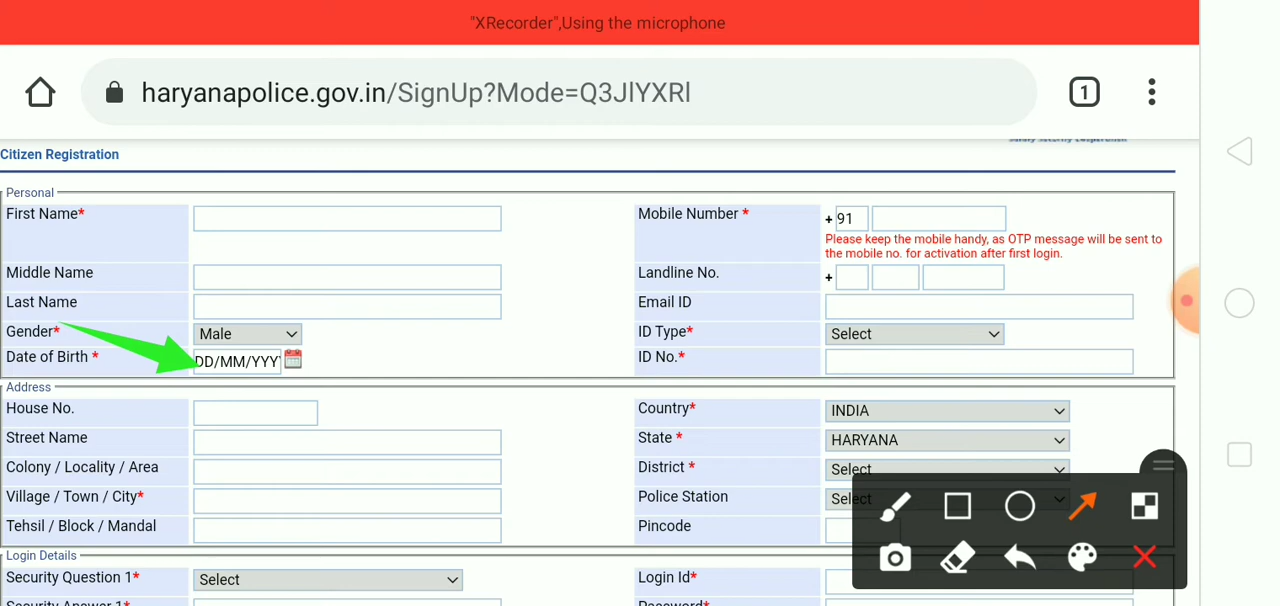 "XRecorder",Using the microphone
haryanapolice.gov.in/SignUp?Mode=Q3JlYXRl
1
Citizen Registration
Personal
First Name*
Mobile Number *
+ 91
Please keep the mobile handy, as OTP message will be sent to
the mobile no. for activation after first login.
Middle Name
Landline No.
+
Last Name
Email ID
Gender*
Male
ID Type*
Select
Date of Birth *
DD/MM/YYY
ID No.*
Address
House No.
Country*
INDIA
Street Name
State *
HARYANA
Colony / Locality / Area
District *
Select
Village / Town / City*
Police Station
Select
Tehsil / Block / Mandal
Pincode
Login Details
Security Question 1*
Select
Login Id*
Security Answer 1*
Password*